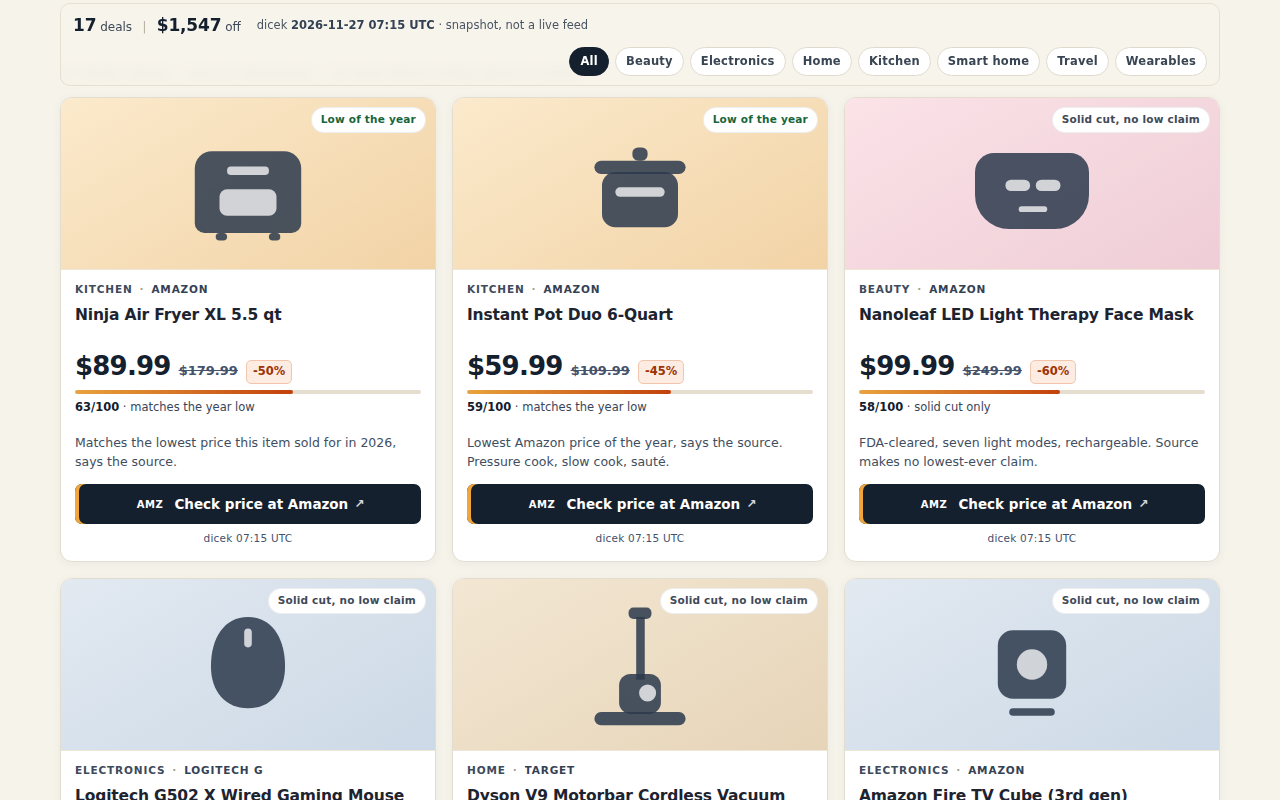 17 deals | $1,547 off dicek 2026-11-27 07:15 UTC · snapshot, not a live feed
All Beauty Electronics Home Kitchen Smart home Travel Wearables
Low of the year
KITCHEN · AMAZON
Ninja Air Fryer XL 5.5 qt
$89.99 $179.99 -50%
63/100 · matches the year low
Matches the lowest price this item sold for in 2026,
says the source.
AMZ Check price at Amazon ↗
dicek 07:15 UTC
Low of the year
KITCHEN · AMAZON
Instant Pot Duo 6-Quart
$59.99 $109.99 -45%
59/100 · matches the year low
Lowest Amazon price of the year, says the source.
Pressure cook, slow cook, sauté.
AMZ Check price at Amazon ↗
dicek 07:15 UTC
Solid cut, no low claim
BEAUTY · AMAZON
Nanoleaf LED Light Therapy Face Mask
$99.99 $249.99 -60%
58/100 · solid cut only
FDA-cleared, seven light modes, rechargeable. Source
makes no lowest-ever claim.
AMZ Check price at Amazon ↗
dicek 07:15 UTC
Solid cut, no low claim
ELECTRONICS · LOGITECH G
Logitech G502 X Wired Gaming Mouse
Solid cut, no low claim
HOME · TARGET
Dyson V9 Motorbar Cordless Vacuum
Solid cut, no low claim
ELECTRONICS · AMAZON
Amazon Fire TV Cube (3rd gen)